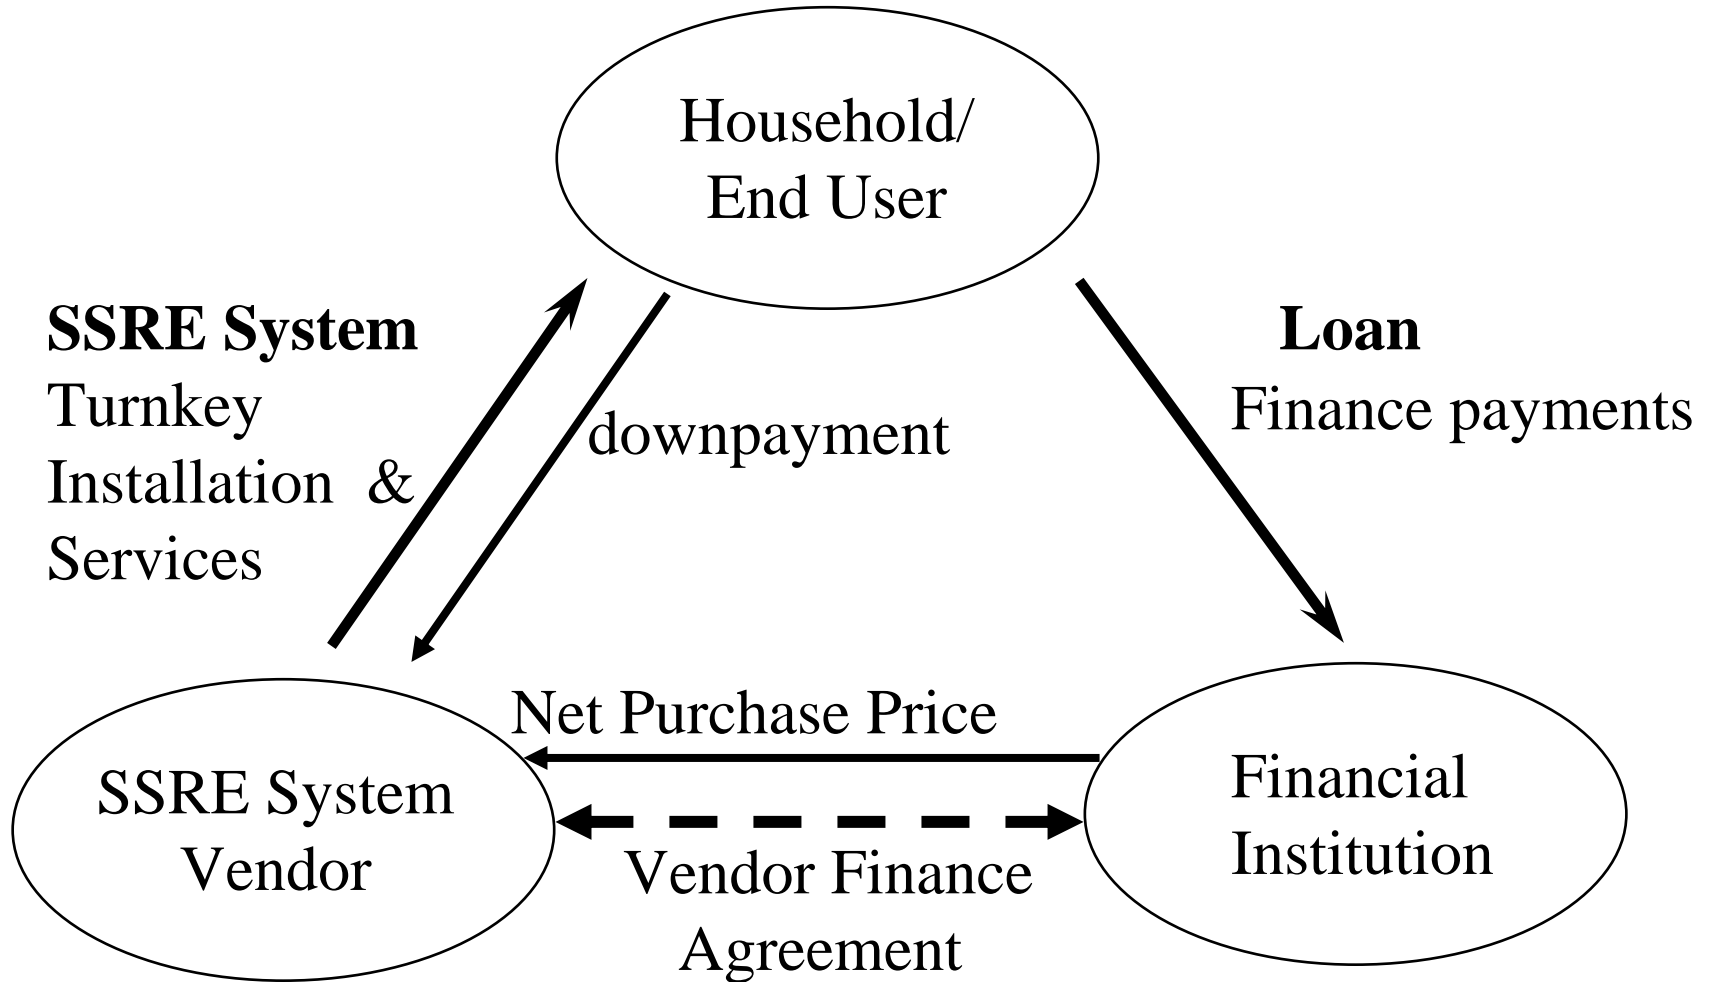 Household/
End User
SSRE System
Turnkey
Installation &
Services
downpayment
Loan
Finance payments
Net Purchase Price
SSRE System
Vendor
Vendor Finance
Agreement
Financial
Institution